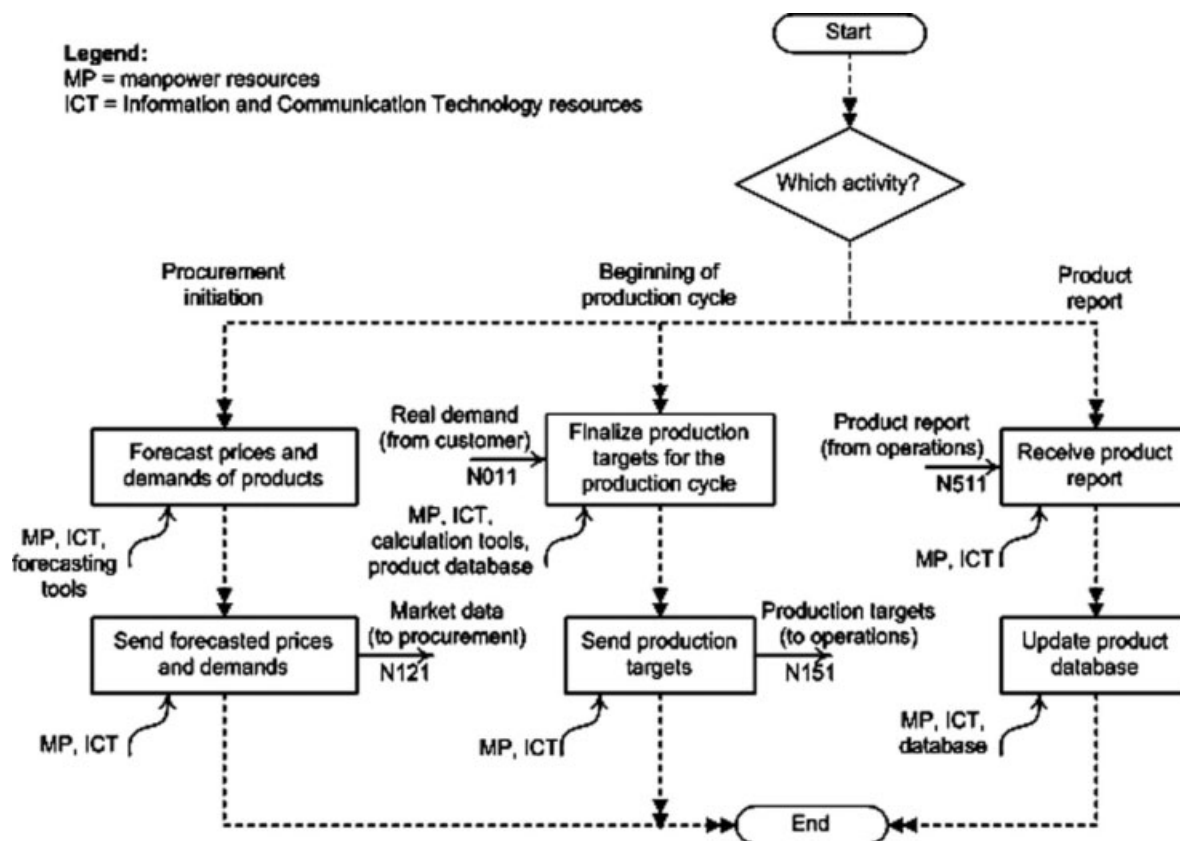 Start
Legend:
MP = manpower resources
ICT = Information and Communication Technology resources
Which activity?
Procurement
initiation
Beginning of
production cycle
Product
report
Forecast prices and
demands of products
MP, ICT,
forecasting
tools
Real demand
(from customer)
N011
Finalize production
targets for the
production cycle
MP, ICT,
calculation tools,
product database
Product report
(from operations)
N511
Receive product
report
MP, ICT
Send forecasted prices
and demands
Market data
(to procurement)
N121
MP, ICT
Send production
targets
Production targets
(to operations)
N151
MP, ICT
Update product
database
MP, ICT,
database
End